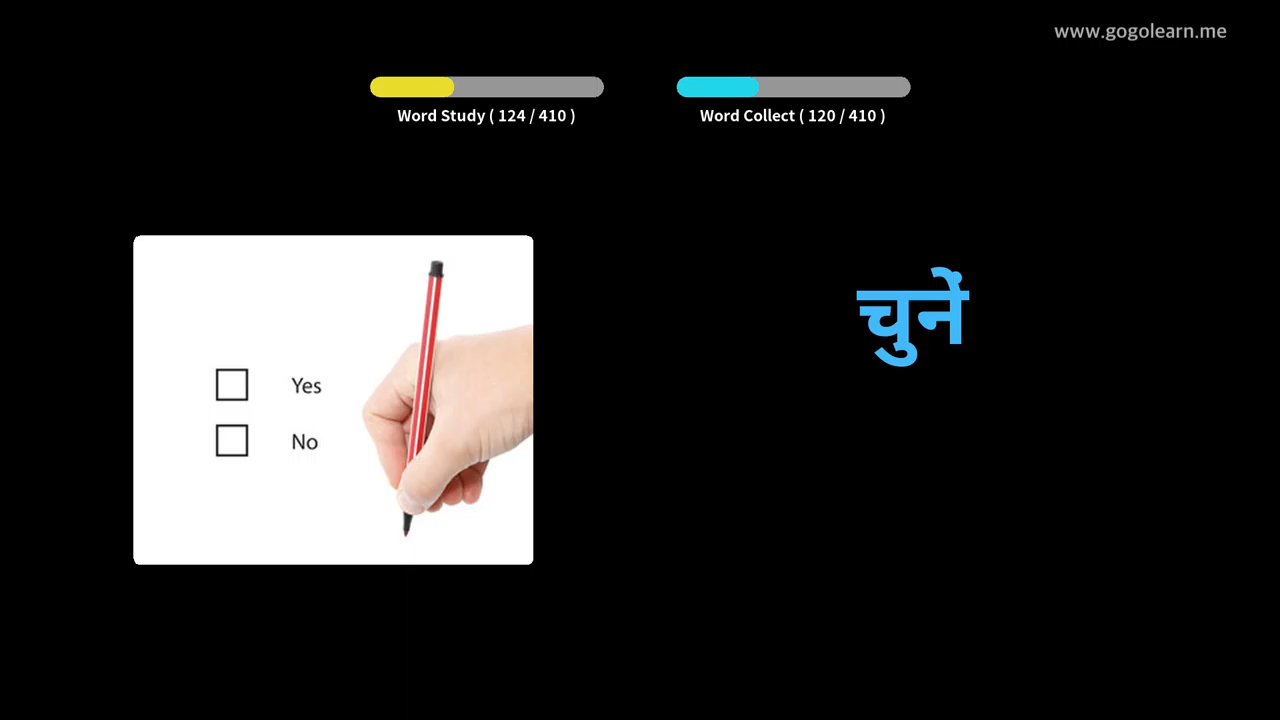 www.gogolearn.me
Word Study ( 124 / 410 )
Word Collect ( 120 / 410 )
चुनें
Yes
No